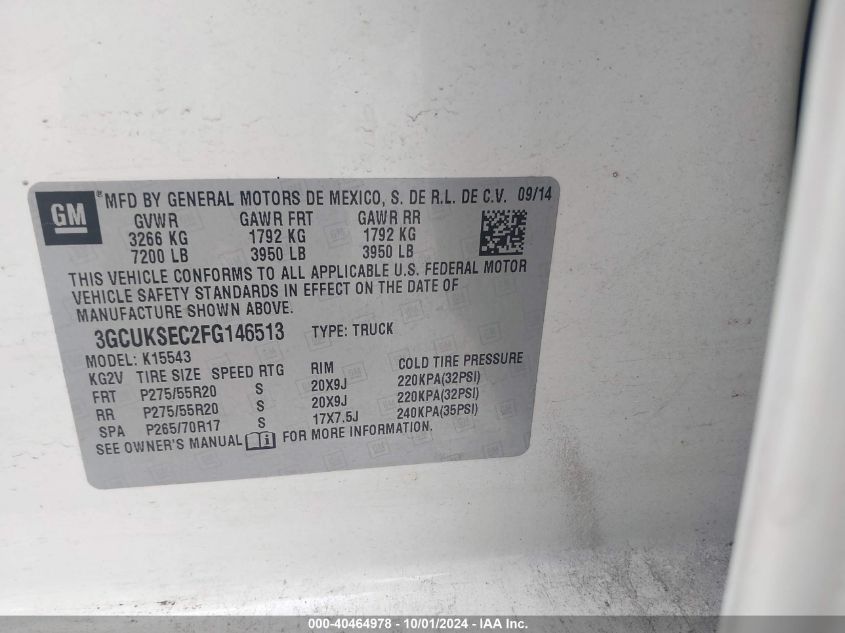 GM ® MFD BY GENERAL MOTORS DE MEXICO, S. DE R.L. DE C.V. 09/14
GVWR GAWR FRT GAWR RR
3266 KG 1792 KG 1792 KG
7200 LB 3950 LB 3950 LB
THIS VEHICLE CONFORMS TO ALL APPLICABLE U.S. FEDERAL MOTOR
VEHICLE SAFETY STANDARDS IN EFFECT ON THE DATE OF
MANUFACTURE SHOWN ABOVE.
3GCUKSEC2FG146513 TYPE: TRUCK
MODEL: K15543
KG2V TIRE SIZE SPEED RTG RIM COLD TIRE PRESSURE
FRT P275/55R20 S 20X9J 220KPA(32PSI)
RR P275/55R20 S 20X9J 220KPA(32PSI)
SPA P265/70R17 S 17X7.5J 240KPA(35PSI)
SEE OWNER'S MANUAL FOR MORE INFORMATION.
000-40464978 - 10/01/2024 - IAA Inc.